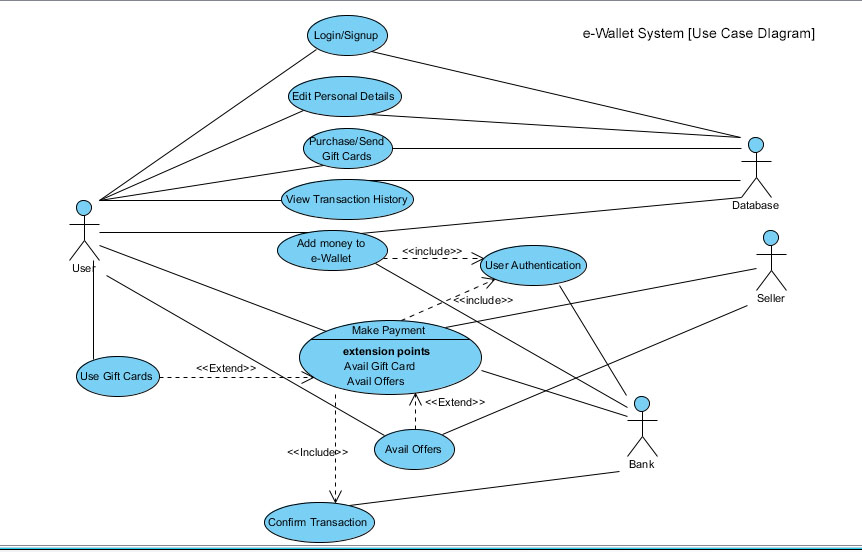 Login/Signup
e-Wallet System [Use Case DIagram]
Edit Personal Details
Purchase/Send
Gift Cards
View Transaction History
Database
User
Add money to
e-Wallet
<<include>>
User Authentication
Seller
<<include>>
Make Payment
extension points
Avail Gift Card
Avail Offers
Use Gift Cards
<<Extend>>
<<Extend>>
Avail Offers
Bank
<<Include>>
Confirm Transaction